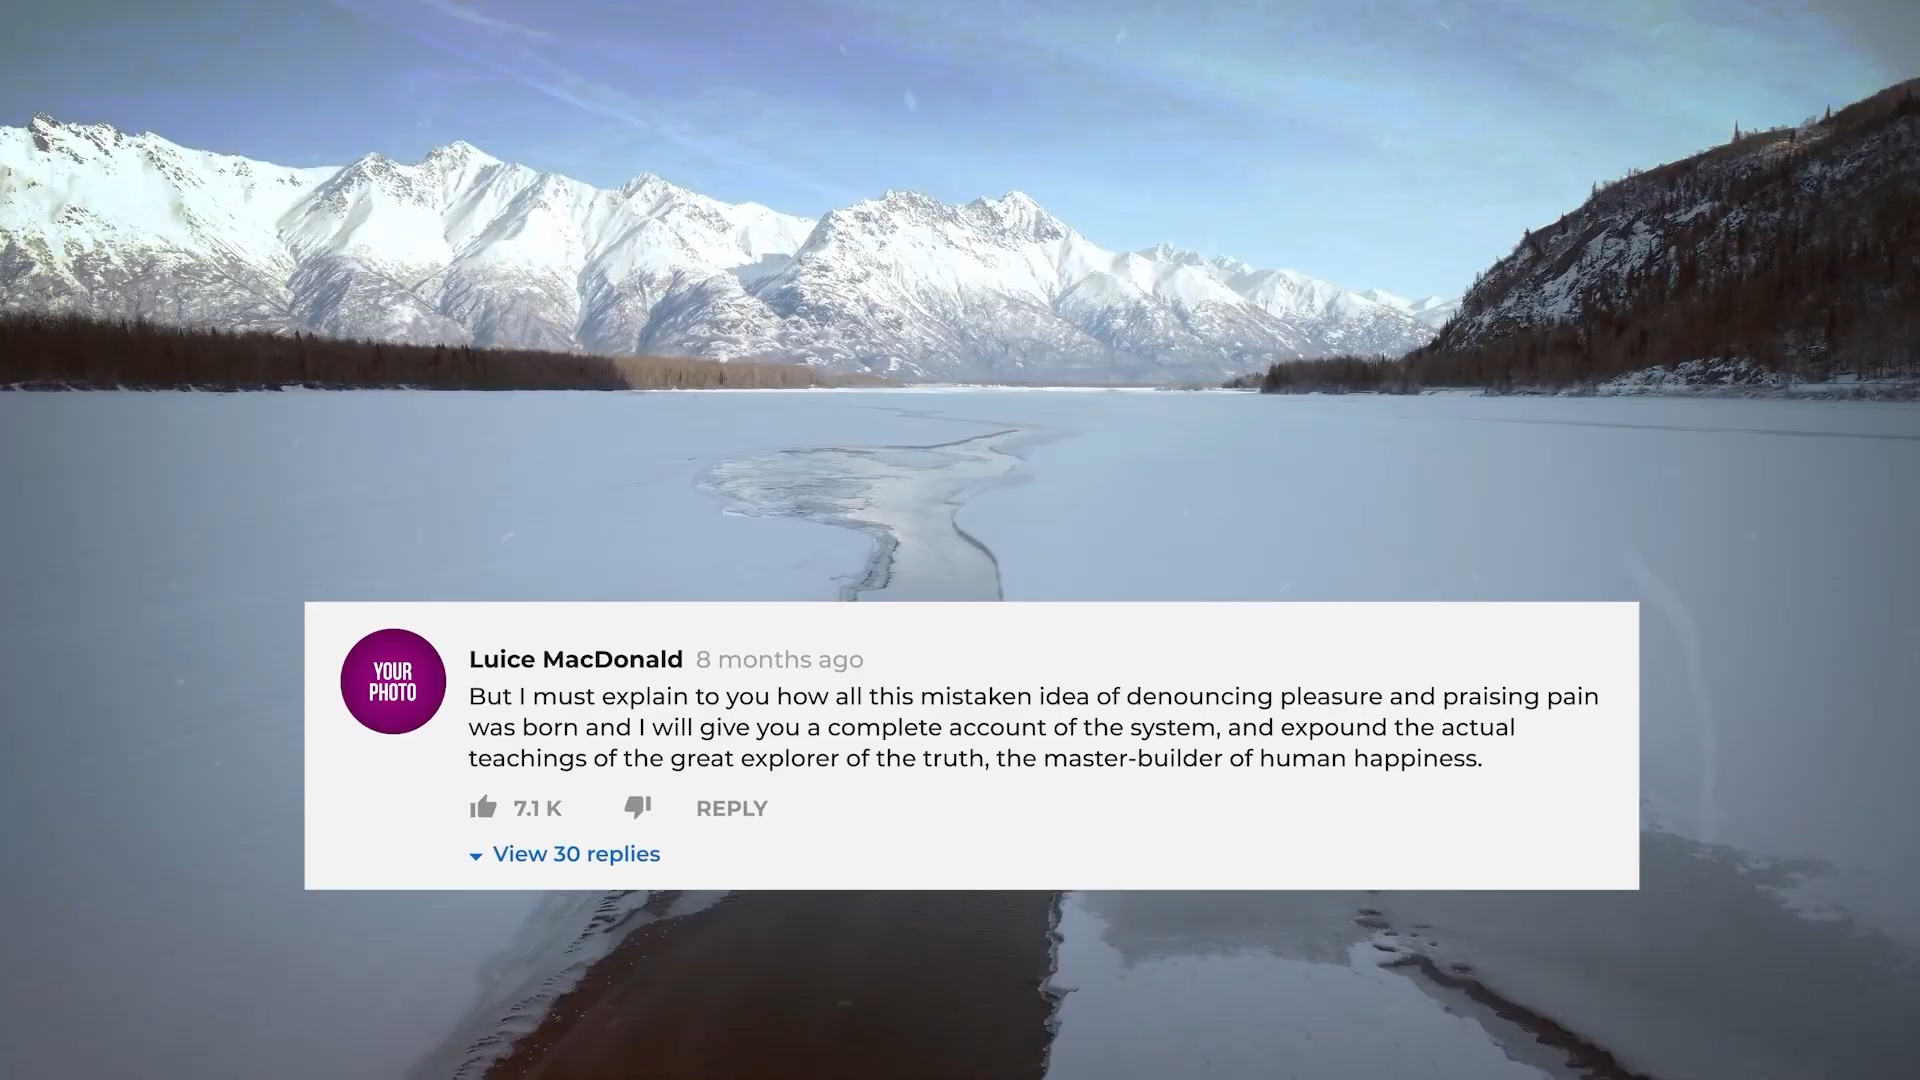 YOUR
PHOTO
Luice MacDonald 8 months ago
But I must explain to you how all this mistaken idea of denouncing pleasure and praising pain
was born and I will give you a complete account of the system, and expound the actual
teachings of the great explorer of the truth, the master-builder of human happiness.
7.1 K REPLY
View 30 replies